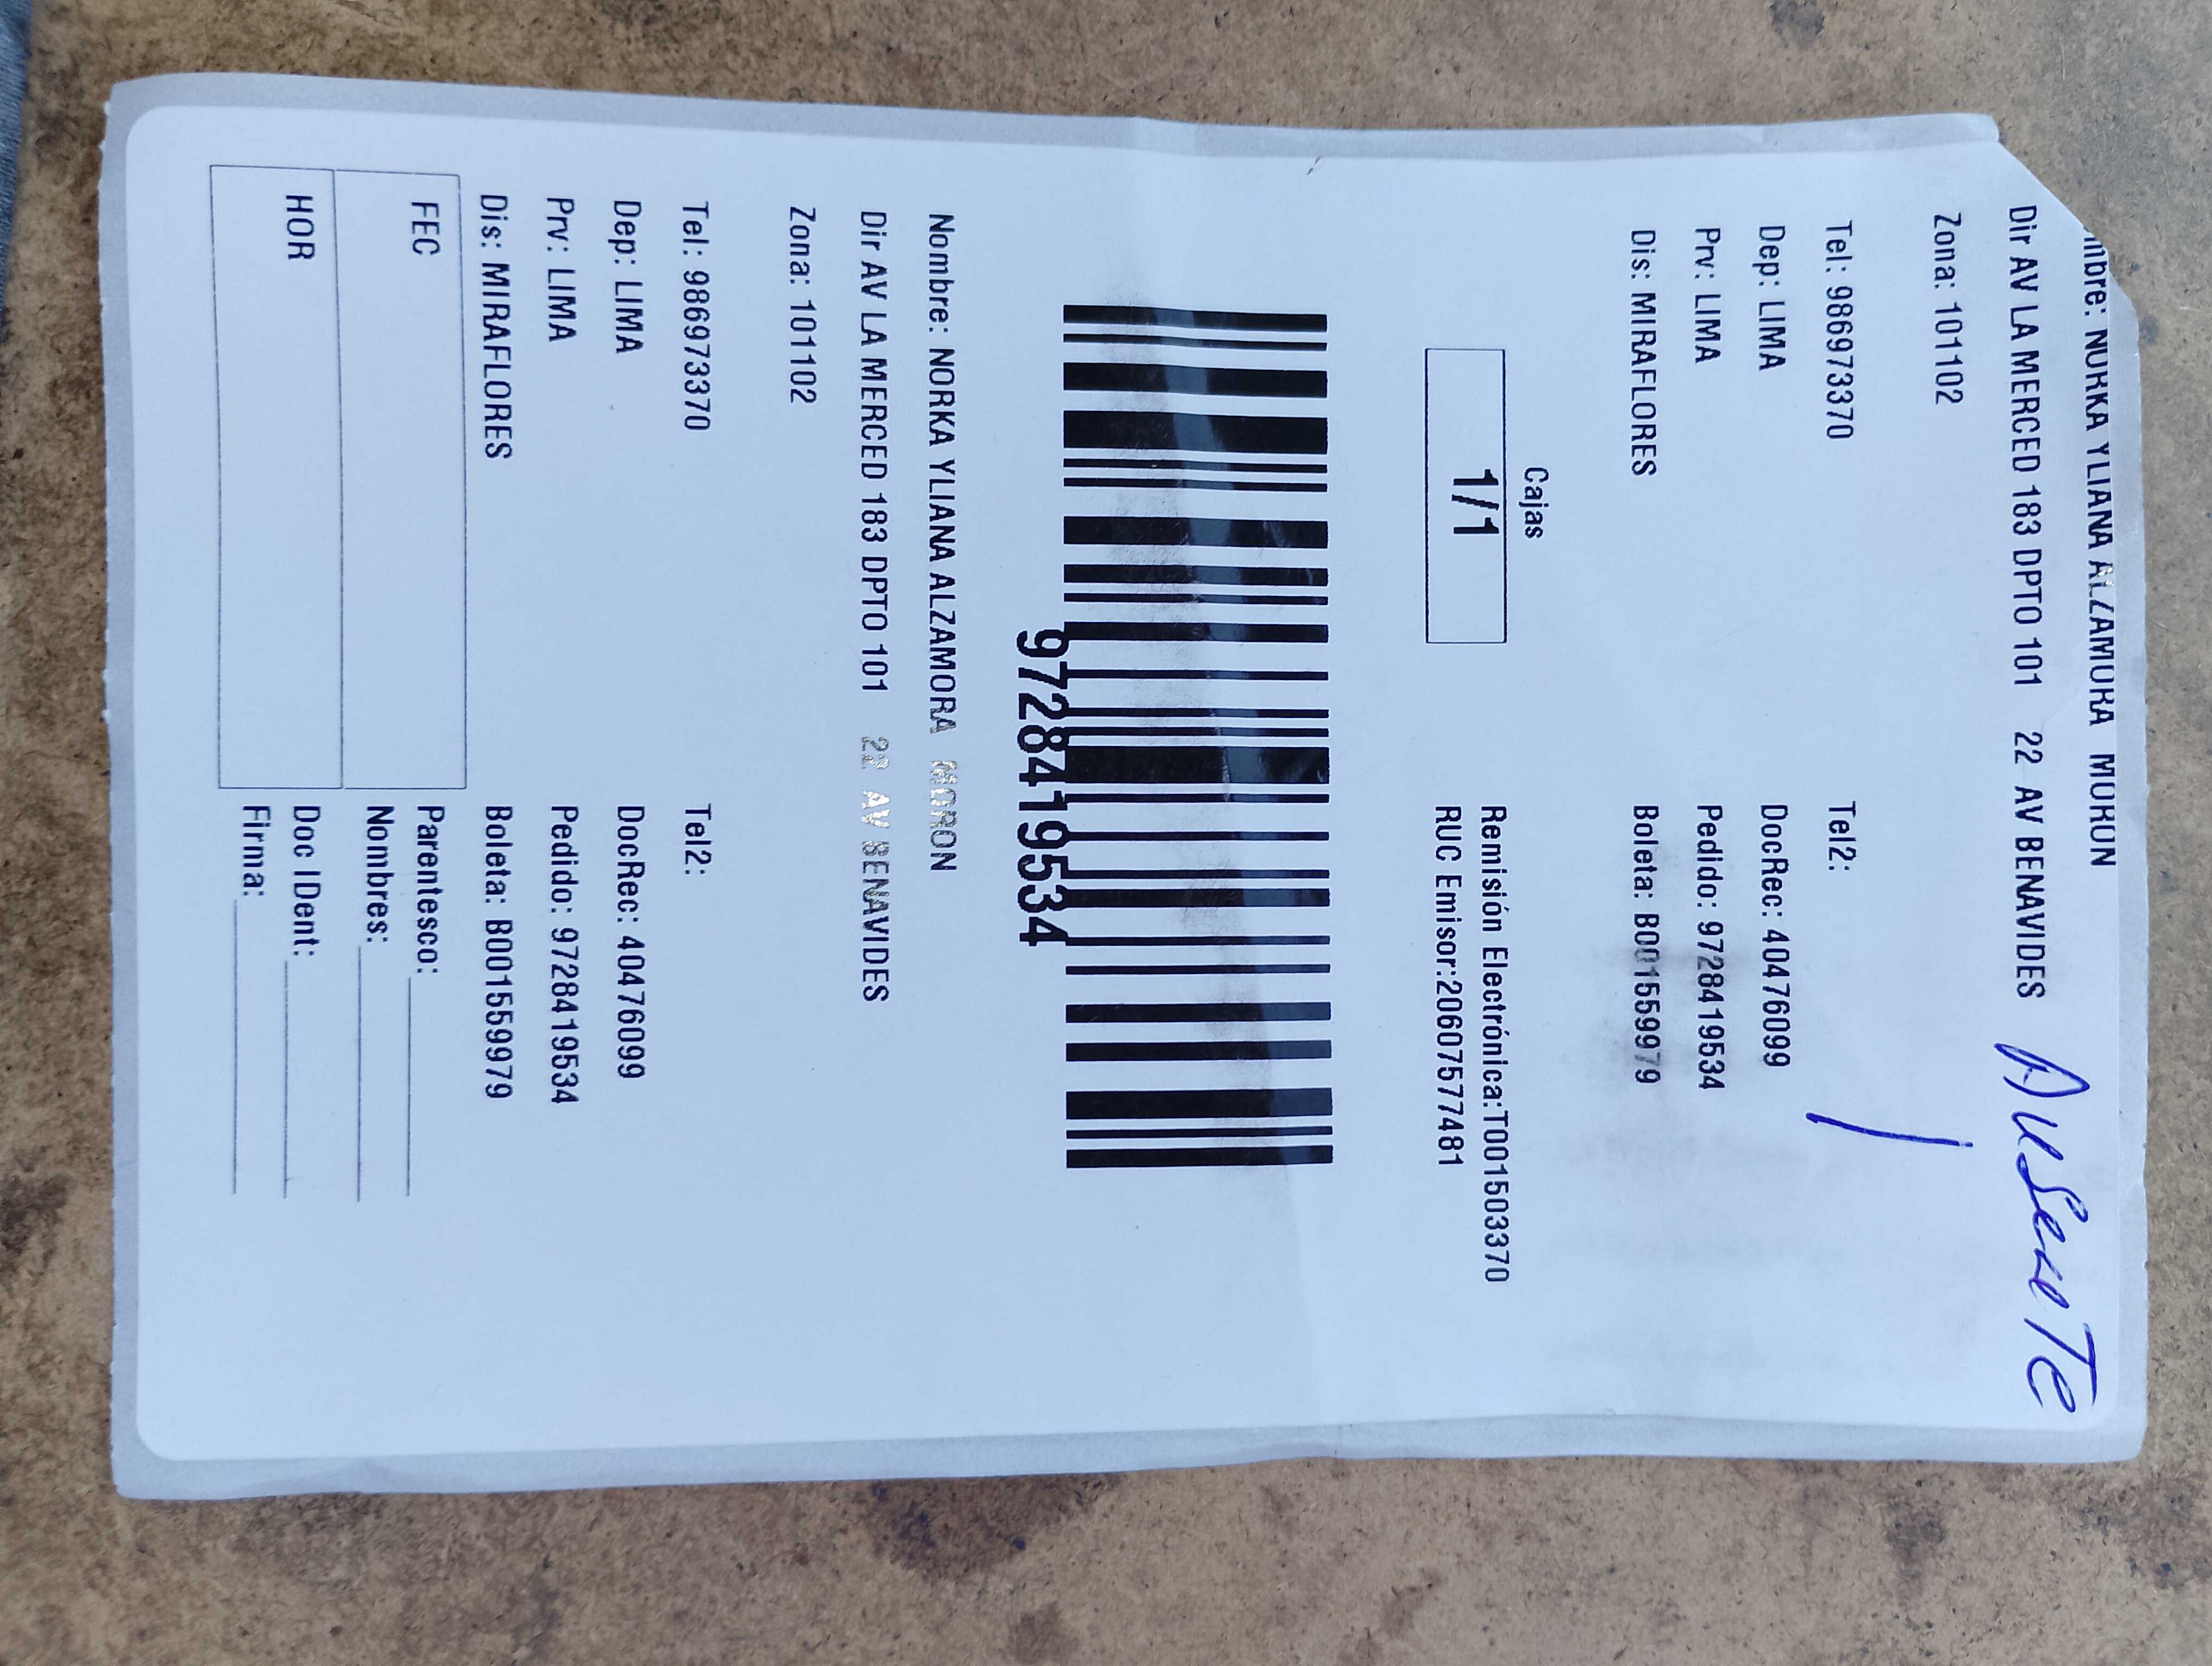 mbre: NORKA YLIANA ALZAMORA MORON
Dir AV LA MERCED 183 DPTO 101 22 AV BENAVIDES
Ausente
Zona: 101102
Tel: 986973370 Tel2:
Dep: LIMA DocRec: 40476099
Prv: LIMA Pedido: 9728419534
Dis: MIRAFLORES Boleta: B001559979
Cajas
1/1
Remisión Electrónica:T001503370
RUC Emisor:20607577481
9728419534
Nombre: NORKA YLIANA ALZAMORA MORON
Dir AV LA MERCED 183 DPTO 101 22 AV BENAVIDES
Zona: 101102
Tel: 986973370 Tel2:
Dep: LIMA DocRec: 40476099
Prv: LIMA Pedido: 9728419534
Dis: MIRAFLORES Boleta: B001559979
FEC
HOR
Parentesco:
Nombres:
Doc IDent:
Firma: